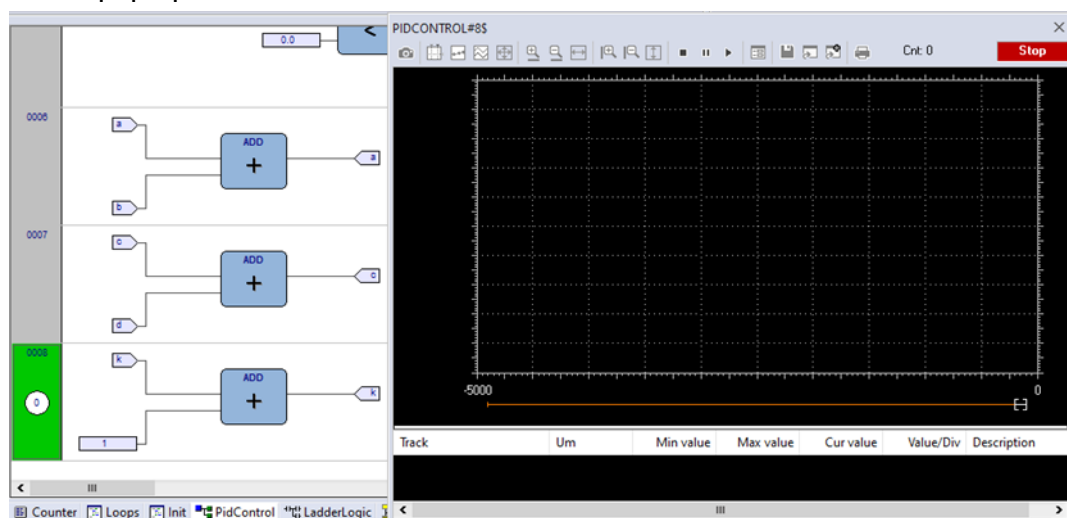 PIDCONTROL#8$
Cnt: 0
Stop
0.0
<
0006
a
ADD
+
a
b
0007
c
ADD
+
c
d
0008
k
ADD
+
k
0
1
-5000
0
Track Um Min value Max value Cur value Value/Div Description
Counter Loops Init PidControl LadderLogic